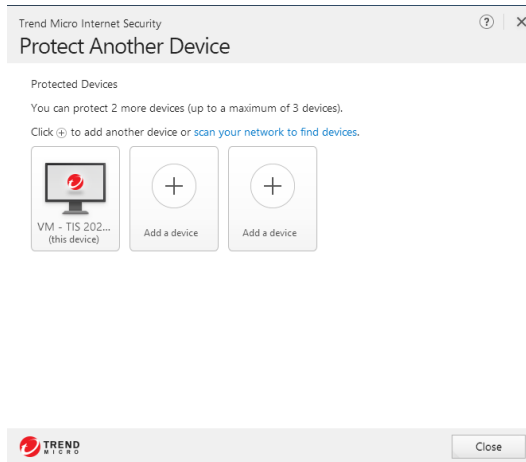 Trend Micro Internet Security
Protect Another Device
Protected Devices
You can protect 2 more devices (up to a maximum of 3 devices).
Click ⊕ to add another device or scan your network to find devices.
VM - TIS 202...
(this device)
Add a device
Add a device
TREND
MICRO
Close